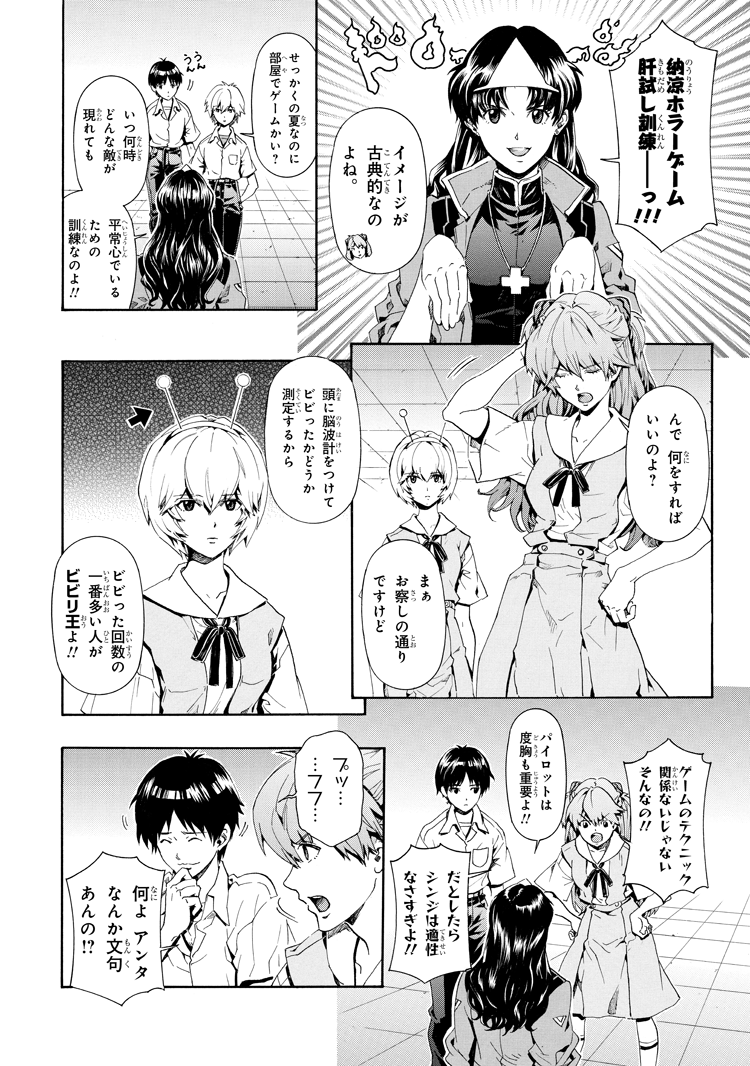 納涼ホラーゲーム
肝試し訓練――っ
!!!
イメージが
古典的なの
よね。
せっかくの夏なのに
部屋でゲームかい?
うん
うん
いつ何時
どんな敵が
現れても
平常心でいる
ための
訓練なのよ!!
んで 何をすれば
いいのよ?
まぁ
お察しの通り
ですけど
頭に脳波計をつけて
ビビったかどうか
測定するから
ビビった回数の
一番多い人が
ビビリ王よ!!
ゲームのテクニック
関係ないじゃない
そんなの!!
パイロットは
度胸も重要よ!!
だとしたら
シンジは適性
なさすぎよ!!
プッ…
…フフ…
…
何よ アンタ
なんか文句
あんの!?